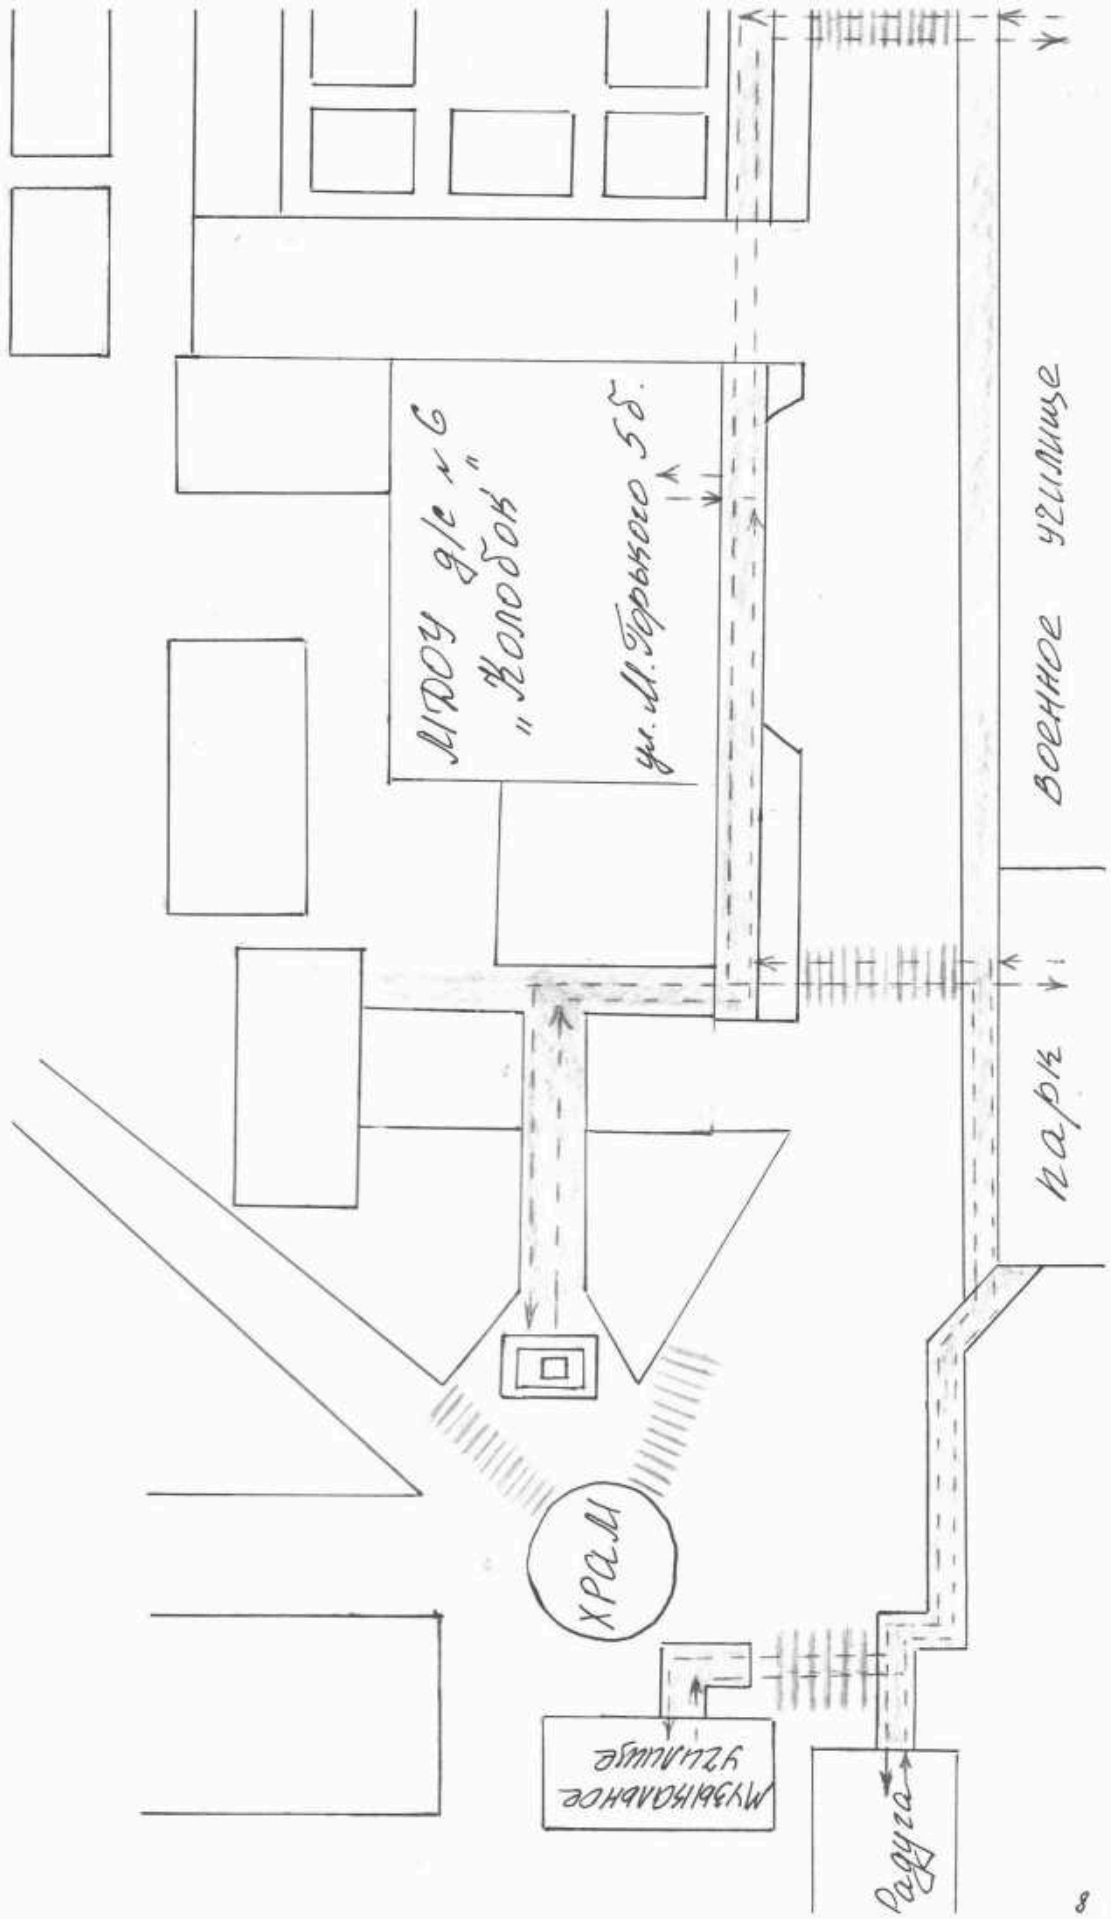 МДОУ д/с № 6
„Колобок"
ул. М. Горького 5б.
военное училище
парк
ХРАМ
музыкальное
училище
Радуга
8